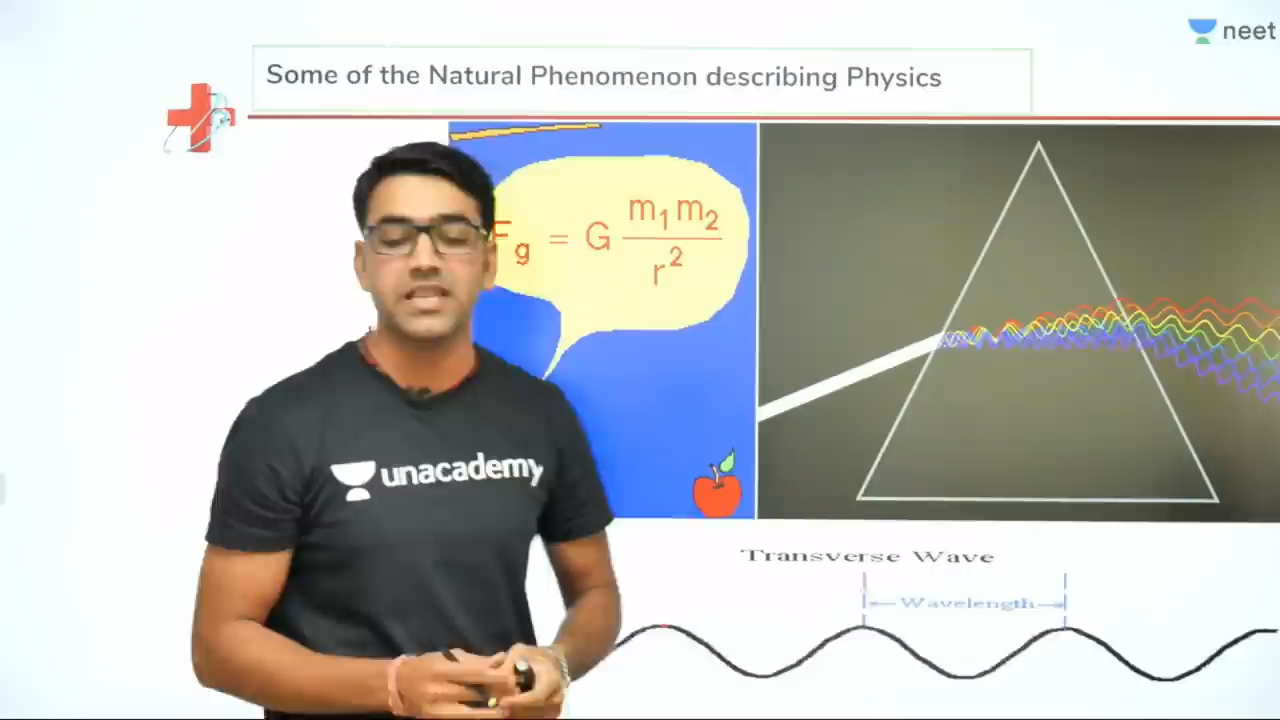 neet
Some of the Natural Phenomenon describing Physics
Fg = G m₁m₂
r²
unacademy
Transverse Wave
Wavelength